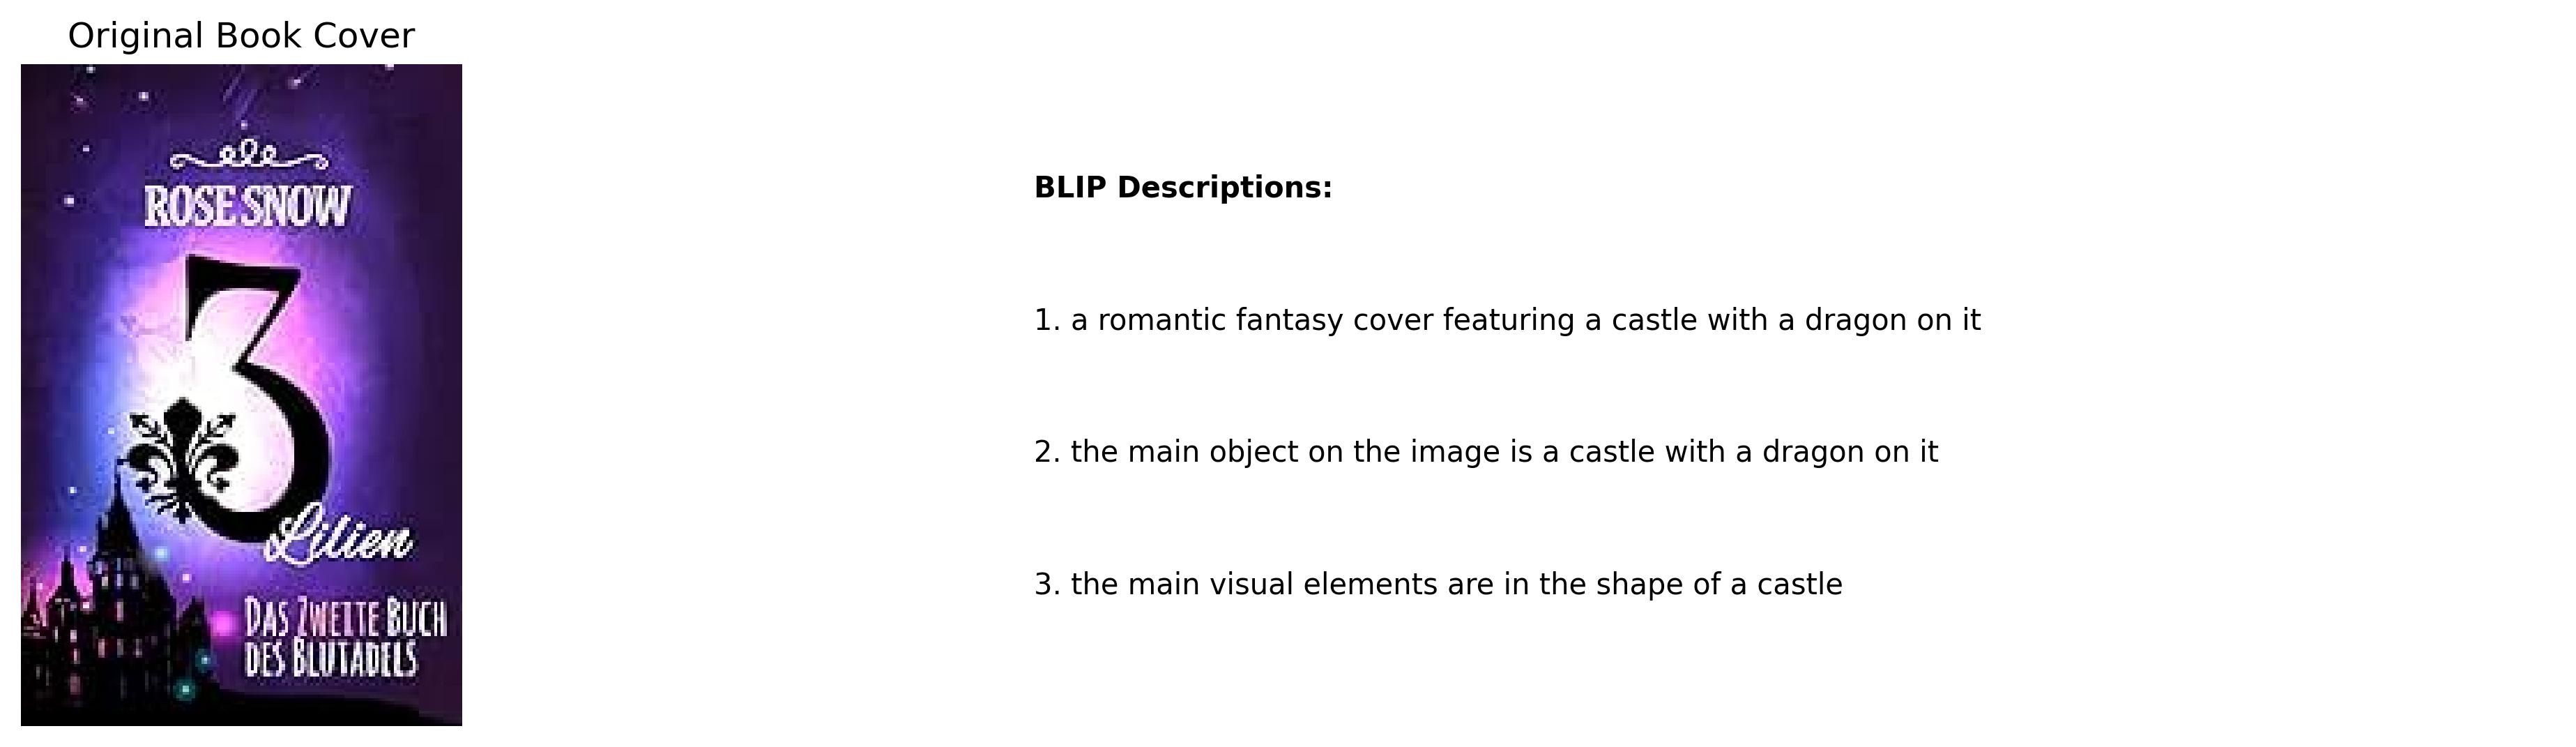 Original Book Cover
ROSE SNOW
3
Lilien
DAS ZWEITE BUCH
DES BLUTADELS
BLIP Descriptions:
1. a romantic fantasy cover featuring a castle with a dragon on it
2. the main object on the image is a castle with a dragon on it
3. the main visual elements are in the shape of a castle